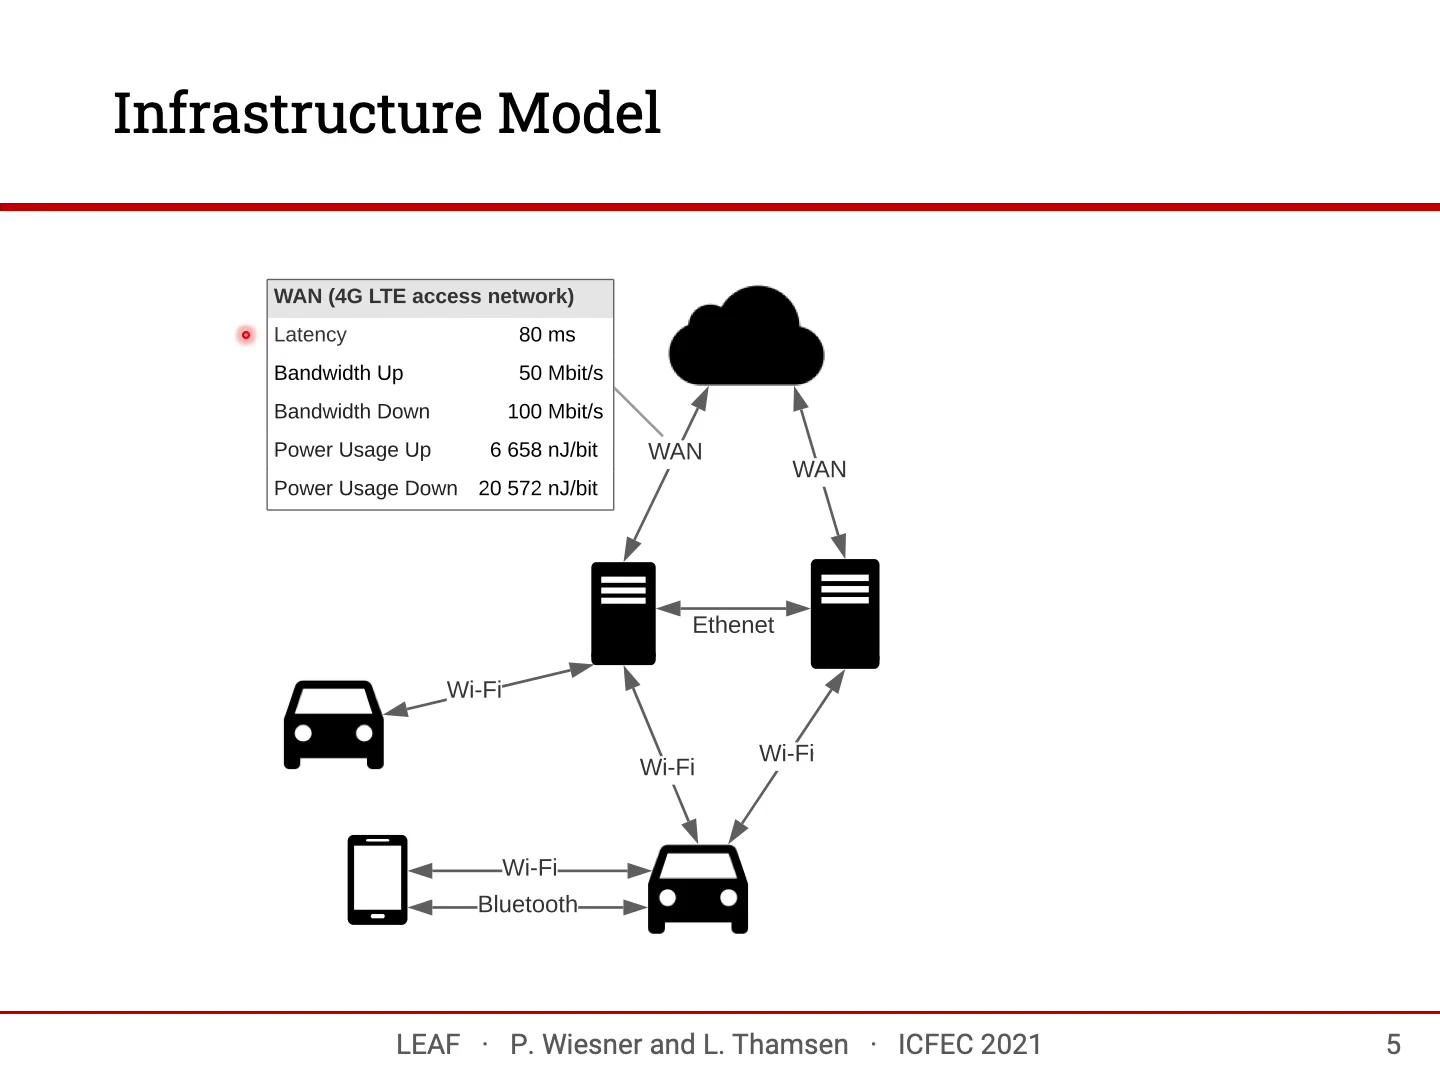 Infrastructure Model
WAN (4G LTE access network)
Latency 80 ms
Bandwidth Up 50 Mbit/s
Bandwidth Down 100 Mbit/s
Power Usage Up 6 658 nJ/bit
Power Usage Down 20 572 nJ/bit
WAN
WAN
Ethenet
Wi-Fi
Wi-Fi
Wi-Fi
Wi-Fi
Bluetooth
LEAF · P. Wiesner and L. Thamsen · ICFEC 2021 5